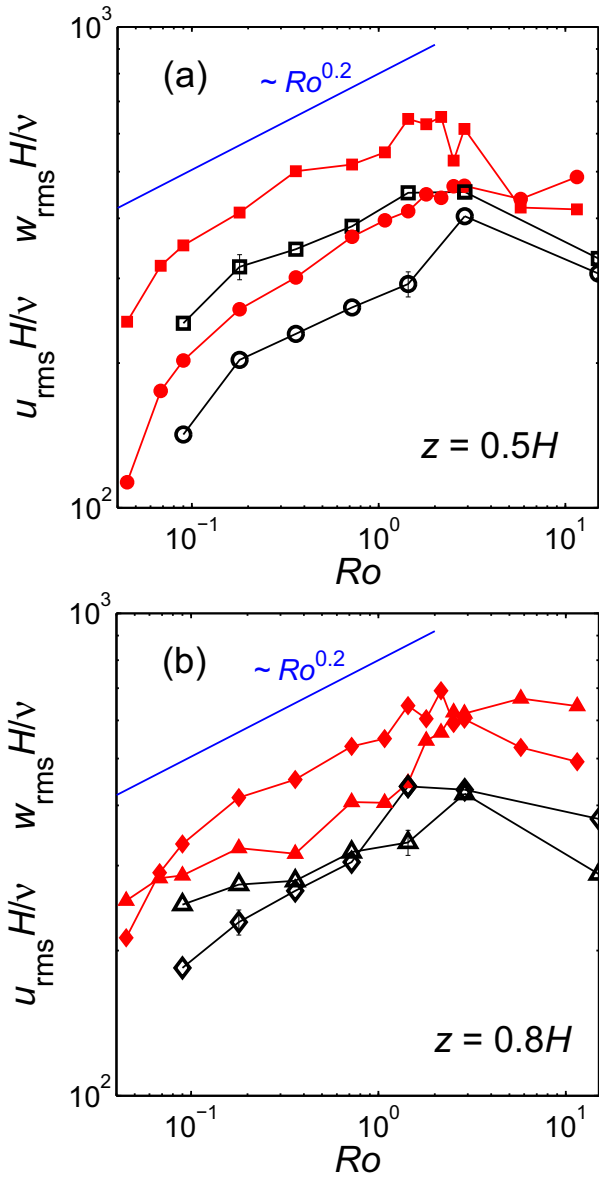 10³
(a)
~ Ro^0.2
w_rms H/ν
u_rms H/ν
z = 0.5H
10²
10⁻¹
10⁰
10¹
Ro
10³
(b)
~ Ro^0.2
w_rms H/ν
u_rms H/ν
z = 0.8H
10²
10⁻¹
10⁰
10¹
Ro